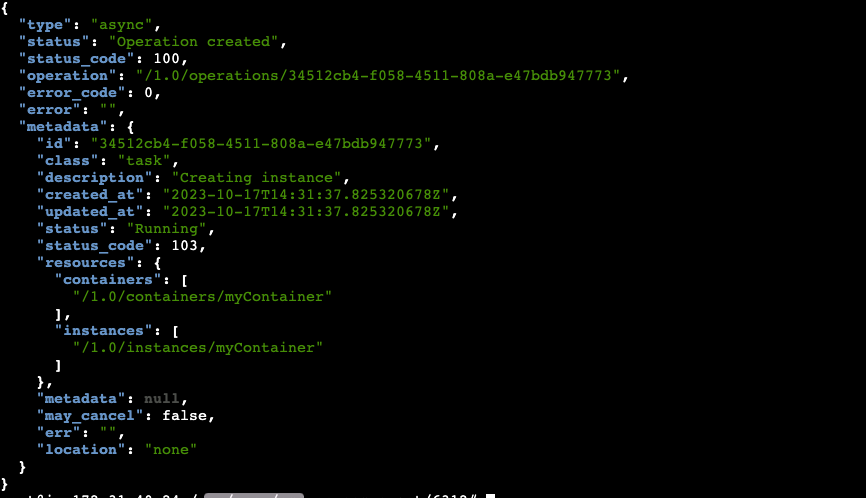 {
  "type": "async",
  "status": "Operation created",
  "status_code": 100,
  "operation": "/1.0/operations/34512cb4-f058-4511-808a-e47bdb947773",
  "error_code": 0,
  "error": "",
  "metadata": {
    "id": "34512cb4-f058-4511-808a-e47bdb947773",
    "class": "task",
    "description": "Creating instance",
    "created_at": "2023-10-17T14:31:37.825320678Z",
    "updated_at": "2023-10-17T14:31:37.825320678Z",
    "status": "Running",
    "status_code": 103,
    "resources": {
      "containers": [
        "/1.0/containers/myContainer"
      ],
      "instances": [
        "/1.0/instances/myContainer"
      ]
    },
    "metadata": null,
    "may_cancel": false,
    "err": "",
    "location": "none"
  }
}